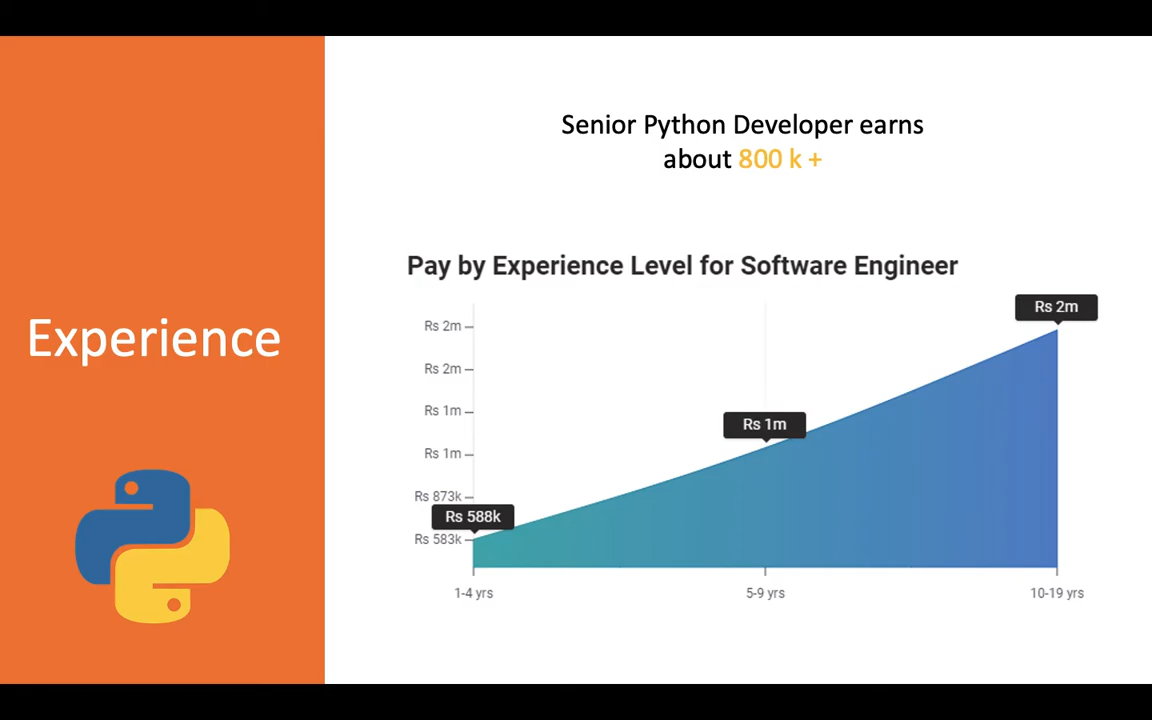 Experience
Senior Python Developer earns
about 800 k +
Pay by Experience Level for Software Engineer
Rs 2m
Rs 2m
Rs 2m
Rs 1m
Rs 1m
Rs 1m
Rs 873k
Rs 588k
Rs 583k
1-4 yrs
5-9 yrs
10-19 yrs